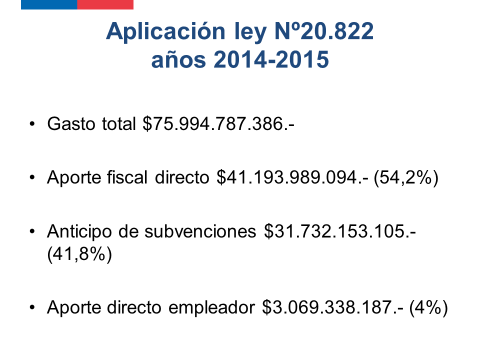 Aplicación ley Nº20.822
años 2014-2015
• Gasto total $75.994.787.386.-
• Aporte fiscal directo $41.193.989.094.- (54,2%)
• Anticipo de subvenciones $31.732.153.105.-
(41,8%)
• Aporte directo empleador $3.069.338.187.- (4%)